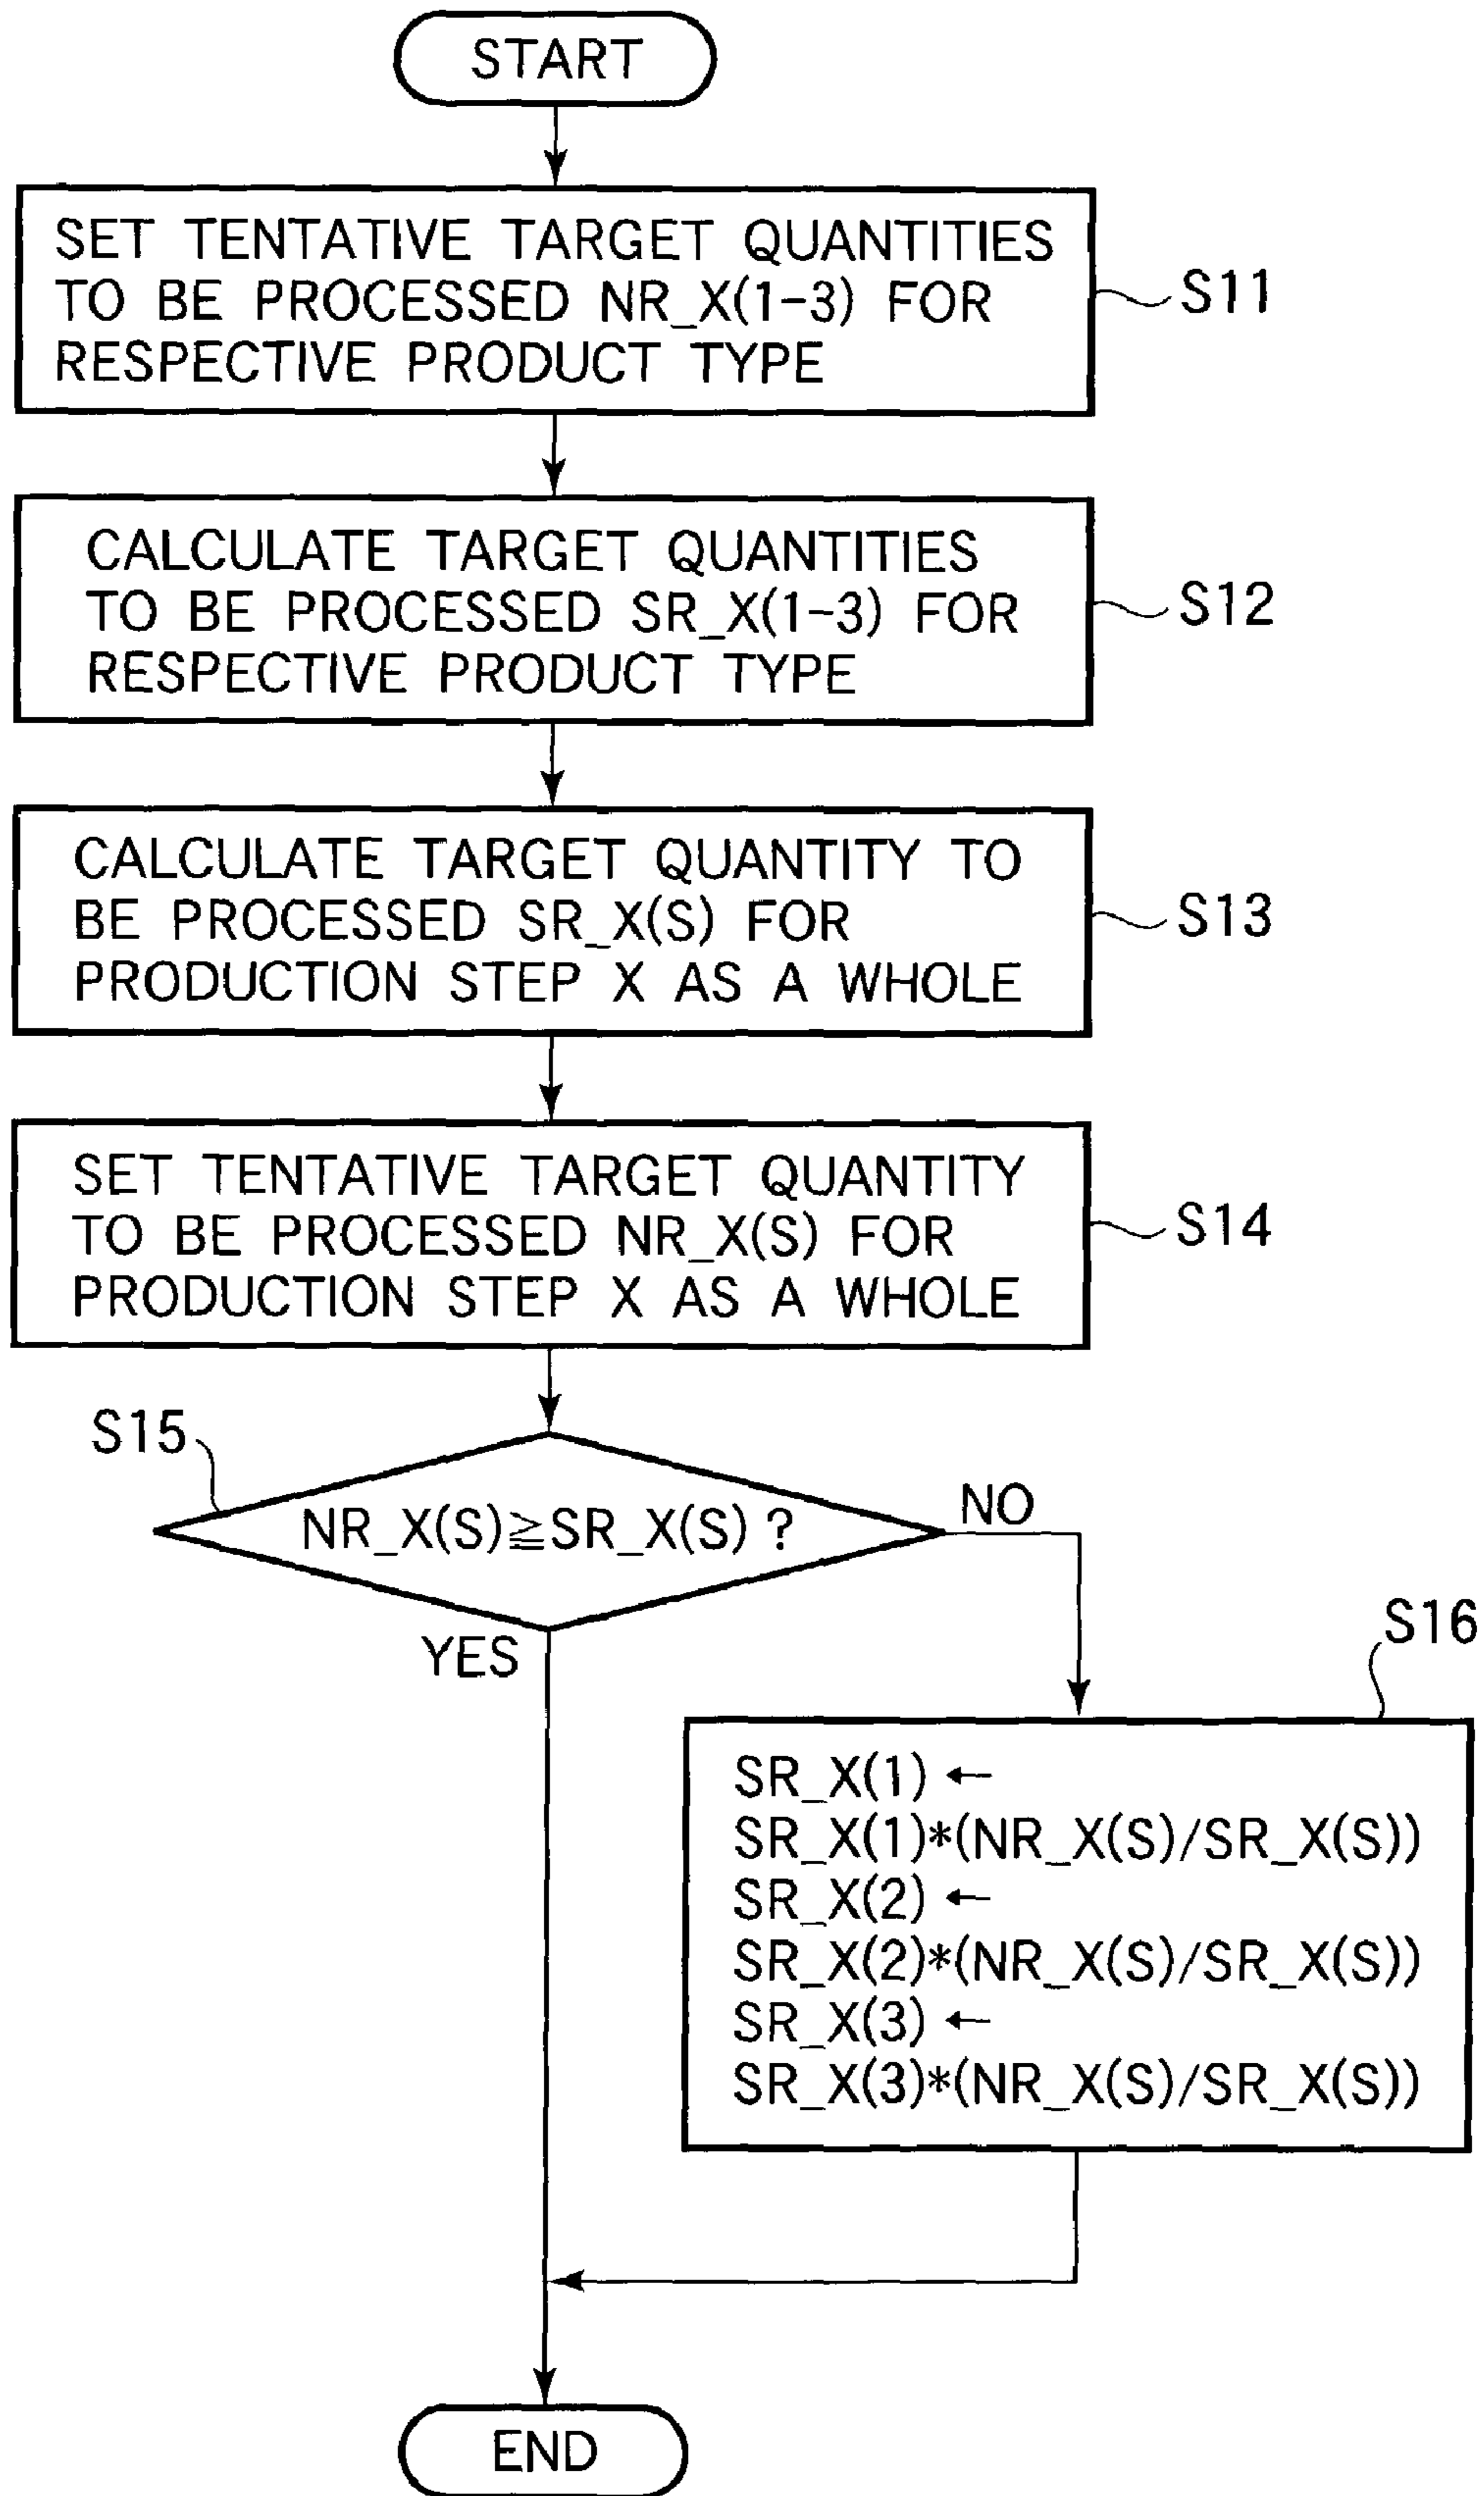 START
SET TENTATIVE TARGET QUANTITIES
TO BE PROCESSED NR_X(1-3) FOR
RESPECTIVE PRODUCT TYPE
S11
CALCULATE TARGET QUANTITIES
TO BE PROCESSED SR_X(1-3) FOR
RESPECTIVE PRODUCT TYPE
S12
CALCULATE TARGET QUANTITY TO
BE PROCESSED SR_X(S) FOR
PRODUCTION STEP X AS A WHOLE
S13
SET TENTATIVE TARGET QUANTITY
TO BE PROCESSED NR_X(S) FOR
PRODUCTION STEP X AS A WHOLE
S14
S15
NR_X(S)≧SR_X(S) ?
NO
YES
S16
SR_X(1) ←
SR_X(1)*(NR_X(S)/SR_X(S))
SR_X(2) ←
SR_X(2)*(NR_X(S)/SR_X(S))
SR_X(3) ←
SR_X(3)*(NR_X(S)/SR_X(S))
END